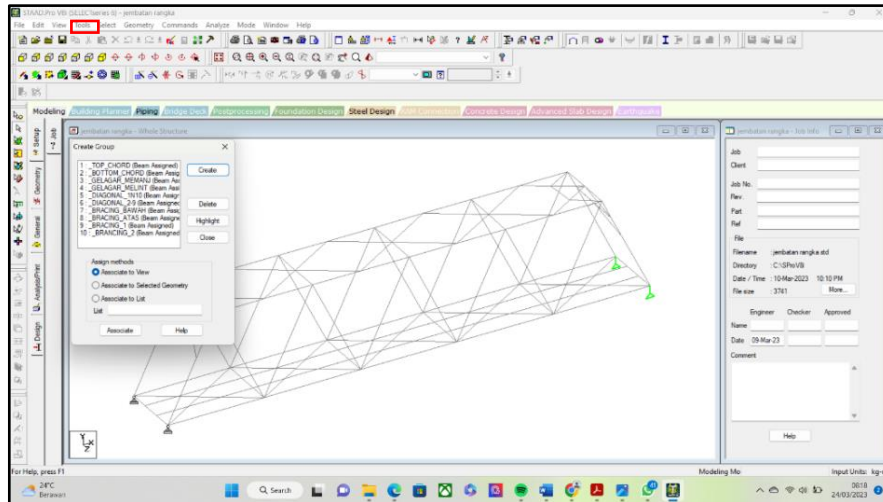 STAAD.Pro V8i (SELECTseries 6) - jembatan rangka
File Edit View Tools Select Geometry Commands Analyze Mode Window Help
Modeling Building Planner Piping Bridge Deck Postprocessing Foundation Design Steel Design RAM Connection Concrete Design Advanced Slab Design Earthquake
Job
Setup
Geometry
General
Analysis/Print
Design
jembatan rangka - Whole Structure
Create Group
1 : _TOP_CHORD (Beam Assigned)
2 : _BOTTOM_CHORD (Beam Assig
3 : _GELAGAR_MEMANJ (Beam As
4 : _GELAGAR_MELINT (Beam Ass
5 : _DIAGONAL_1N10 (Beam Assign
6 : _DIAGONAL_2-9 (Beam Assigned
7 : _BRACING_BAWAH (Beam Assig
8 : _BRACING_ATAS (Beam Assigne
9 : _BRACING_1 (Beam Assigned)
10 : _BRANCING_2 (Beam Assigned
Create
Delete
Highlight
Close
Assign methods
Associate to View
Associate to Selected Geometry
Associate to List
List
Associate Help
Y
X
Z
jembatan rangka - Job Info
Job
Client
Job No.
Rev.
Part
Ref
File
Filename : jembatan rangka.std
Directory : C:\SProV8i
Date / Time : 10-Mar-2023 10:10 PM
File size : 3741 More...
Engineer Checker Approved
Name
Date 09-Mar-23
Comment
Help
For Help, press F1
Modeling Mo Input Units: kg-
24°C
Berawan
Search
06:18
24/03/2023